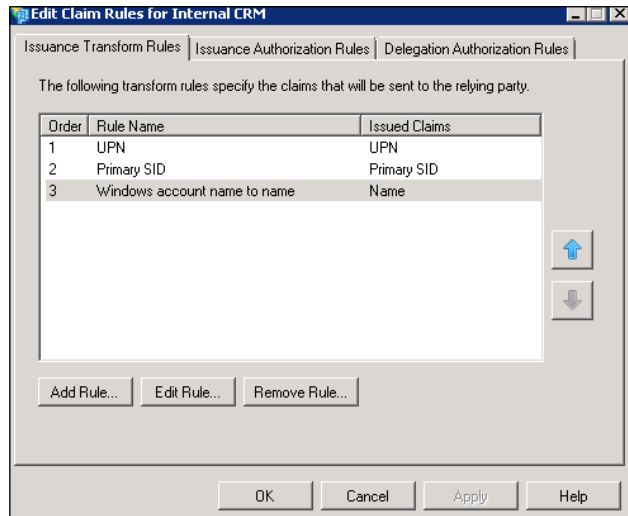 Edit Claim Rules for Internal CRM
Issuance Transform Rules Issuance Authorization Rules Delegation Authorization Rules
The following transform rules specify the claims that will be sent to the relying party.
Order Rule Name Issued Claims
1 UPN UPN
2 Primary SID Primary SID
3 Windows account name to name Name
Add Rule... Edit Rule... Remove Rule...
OK Cancel Apply Help